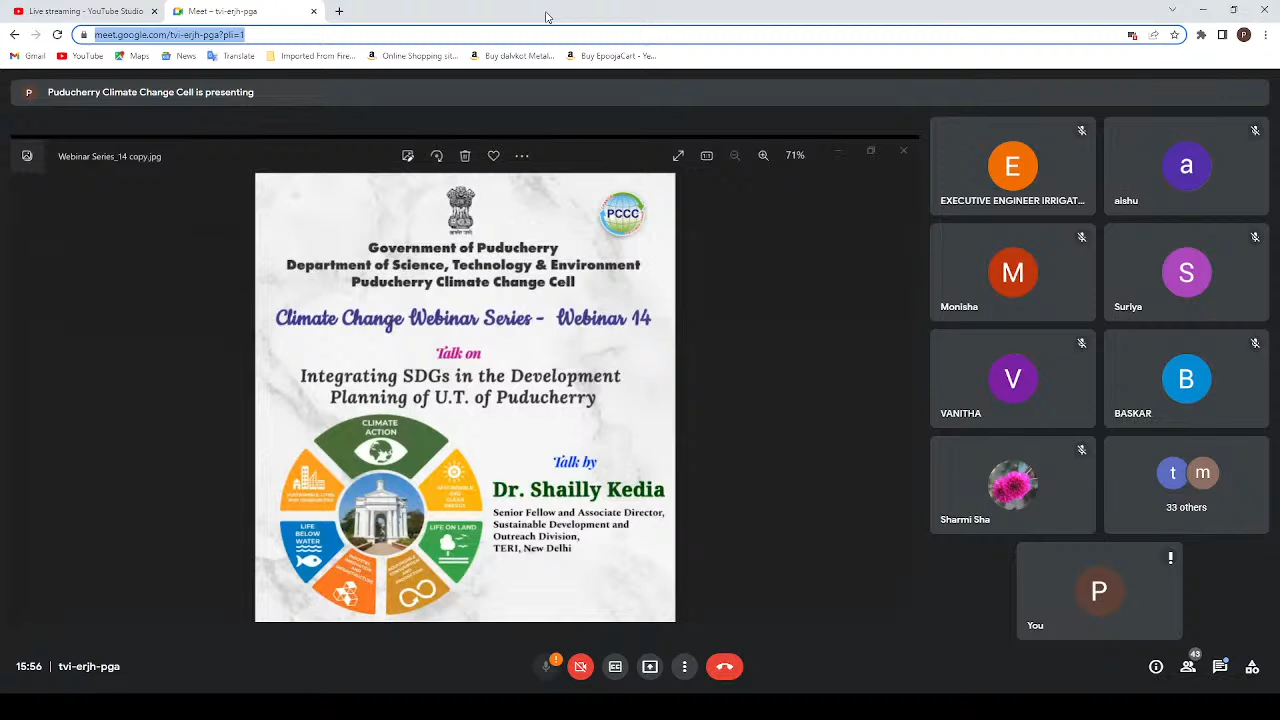 Live streaming - YouTube Studio
Meet – tvi-erjh-pga
meet.google.com/tvi-erjh-pga?pli=1
P
Gmail
YouTube
Maps
News
Translate
Imported From Fire...
Online Shopping sit...
Buy dalvkot Metal...
Buy EpoojaCart - Ye...
P
Puducherry Climate Change Cell is presenting
Webinar Series_14 copy.jpg
71%
PCCC
Government of Puducherry
Department of Science, Technology & Environment
Puducherry Climate Change Cell
Climate Change Webinar Series - Webinar 14
Talk on
Integrating SDGs in the Development
Planning of U.T. of Puducherry
CLIMATE
ACTION
LIFE
BELOW
WATER
LIFE ON LAND
Talk by
Dr. Shailly Kedia
Senior Fellow and Associate Director,
Sustainable Development and
Outreach Division,
TERI, New Delhi
E
EXECUTIVE ENGINEER IRRIGAT...
a
aishu
M
Monisha
S
Suriya
V
VANITHA
B
BASKAR
Sharmi Sha
t
m
33 others
P
You
15:56
tvi-erjh-pga
43